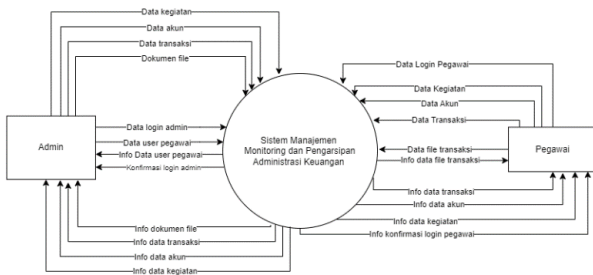 Data kegiatan
Data akun
Data transaksi
Dokumen file
Data Login Pegawai
Data Kegiatan
Data Akun
Data Transaksi
Admin
Data login admin
Data user pegawai
Info Data user pegawai
Konfirmasi login admin
Sistem Manajemen
Monitoring dan Pengarsipan
Administrasi Keuangan
Data file transaksi
Info data file transaksi
Pegawai
Info data transaksi
Info data akun
Info data kegiatan
Info konfirmasi login pegawai
Info dokumen file
Info data transaksi
Info data akun
Info data kegiatan